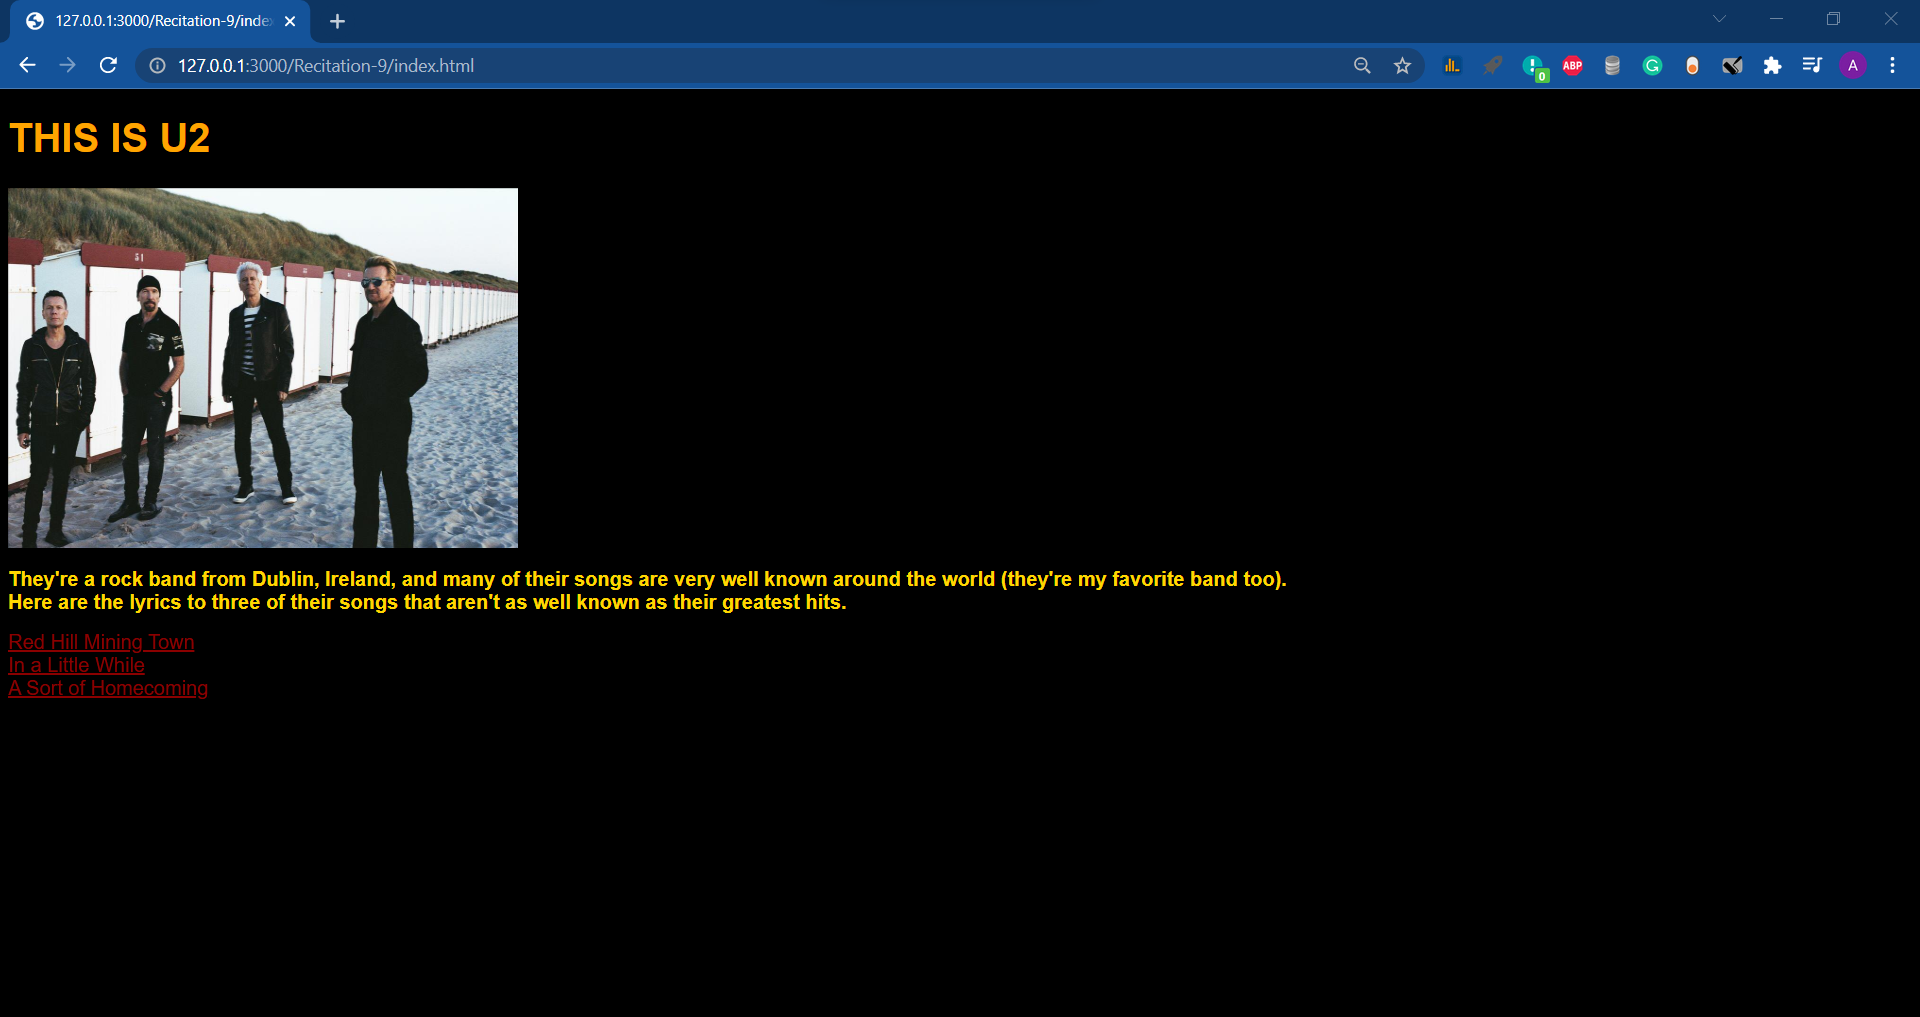 127.0.0.1:3000/Recitation-9/inde
127.0.0.1:3000/Recitation-9/index.html
0
ABP
A
THIS IS U2
51
They're a rock band from Dublin, Ireland, and many of their songs are very well known around the world (they're my favorite band too).
Here are the lyrics to three of their songs that aren't as well known as their greatest hits.
Red Hill Mining Town
In a Little While
A Sort of Homecoming